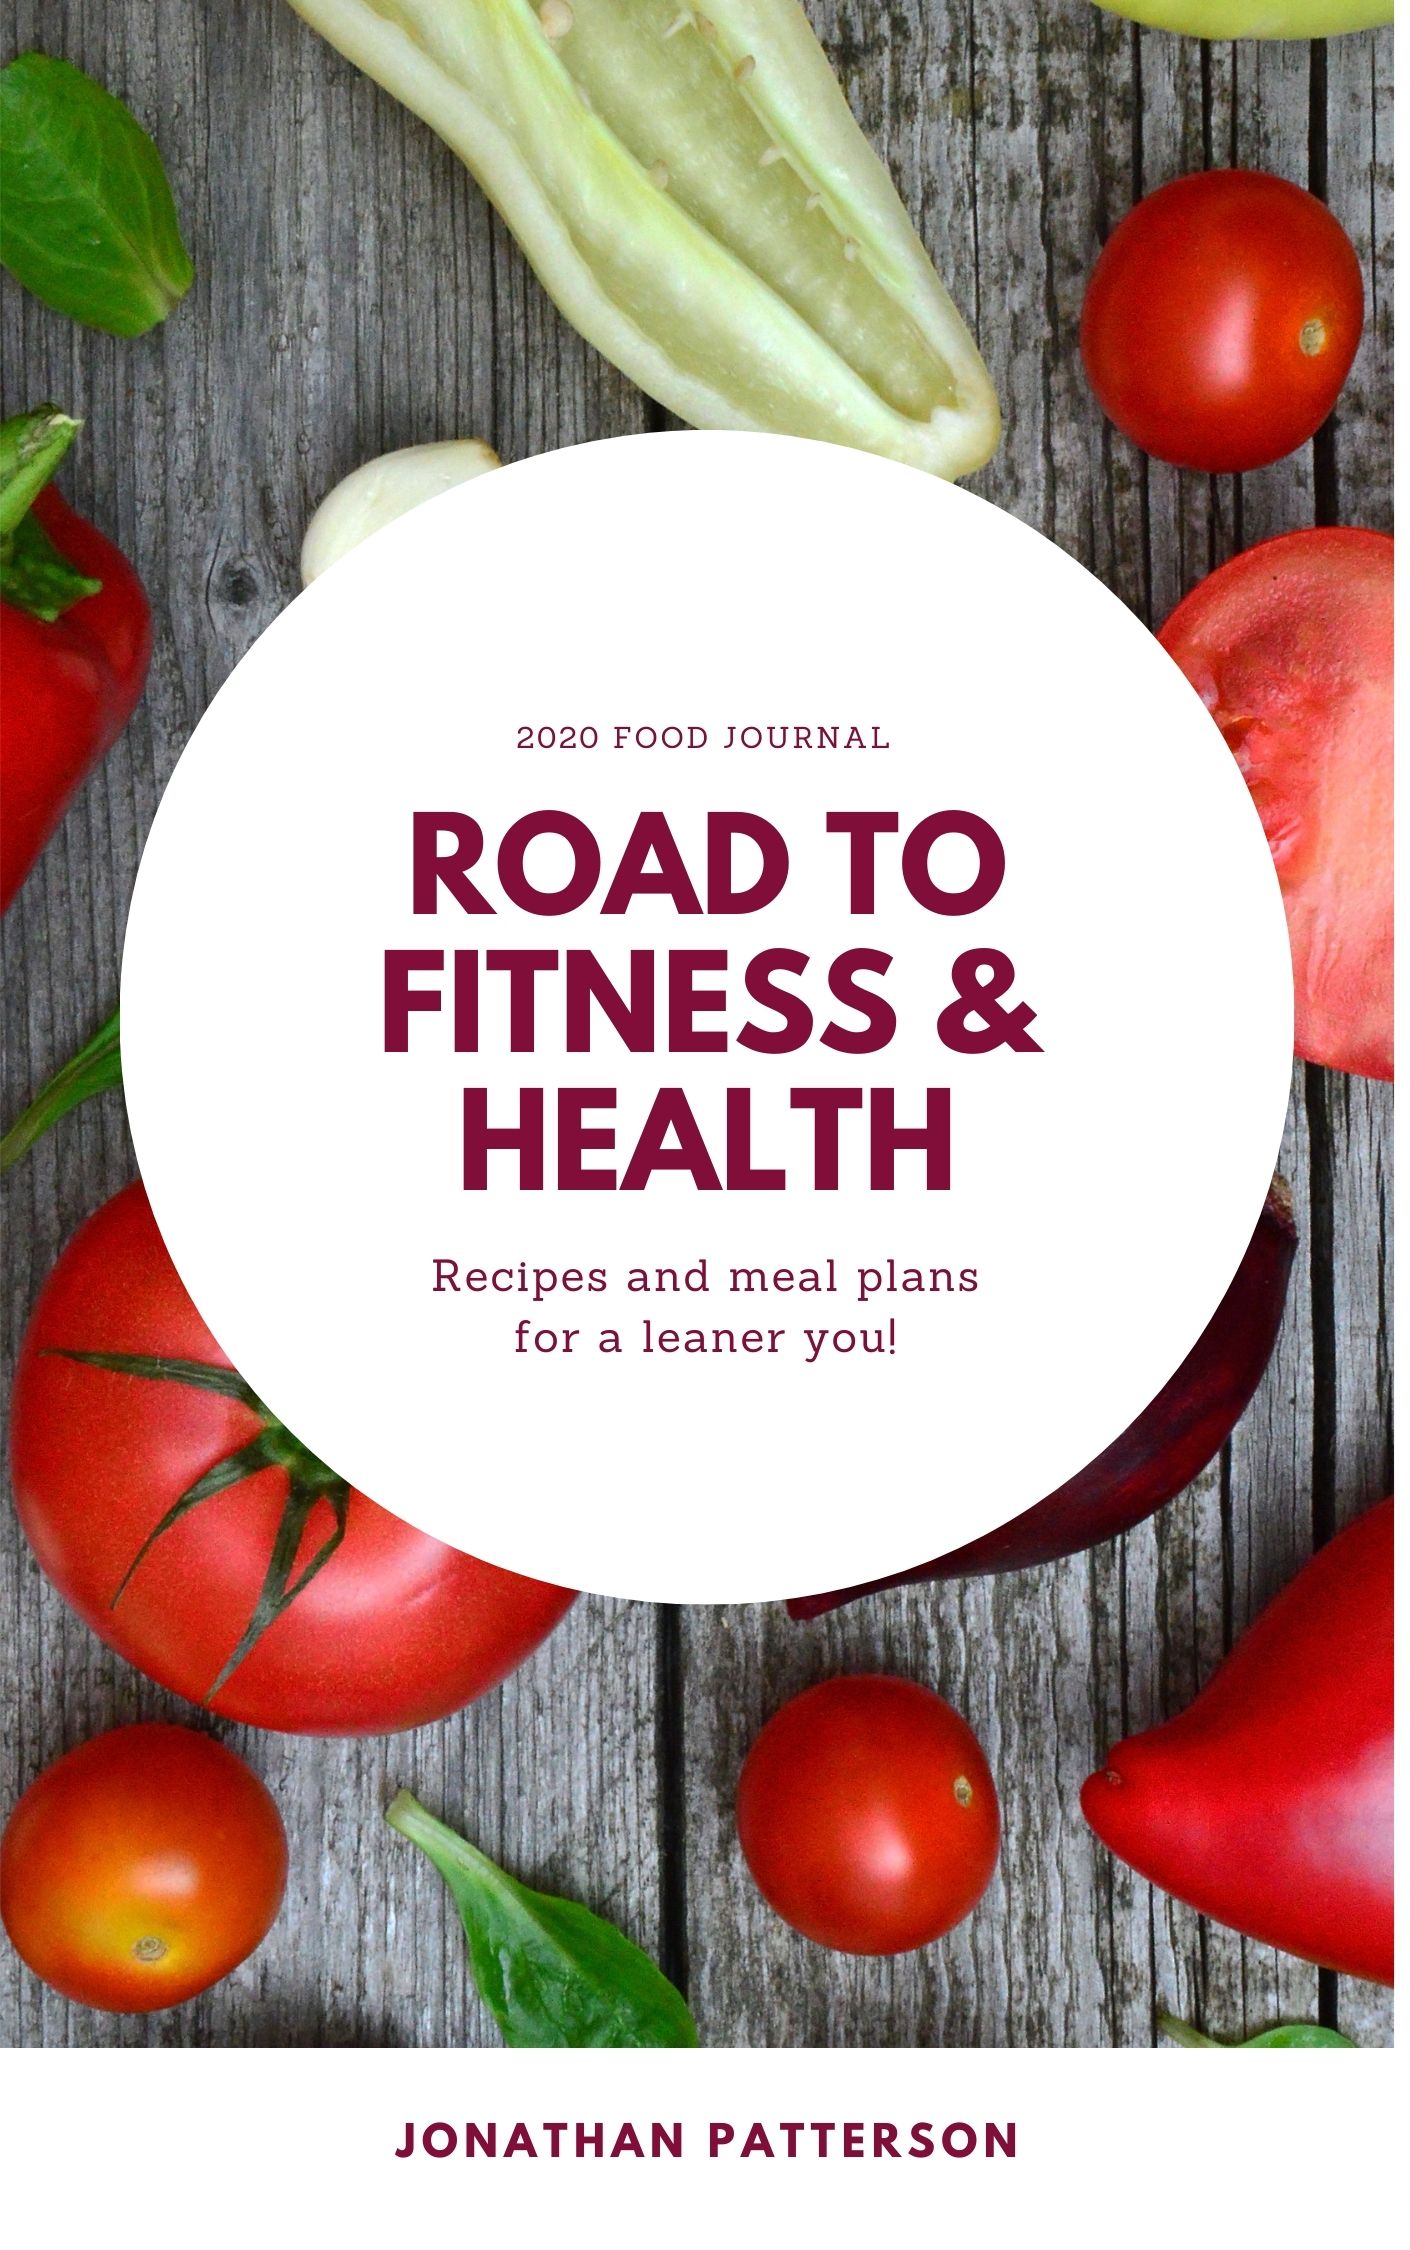 2020 FOOD JOURNAL
ROAD TO
FITNESS &
HEALTH
Recipes and meal plans
for a leaner you!
JONATHAN PATTERSON